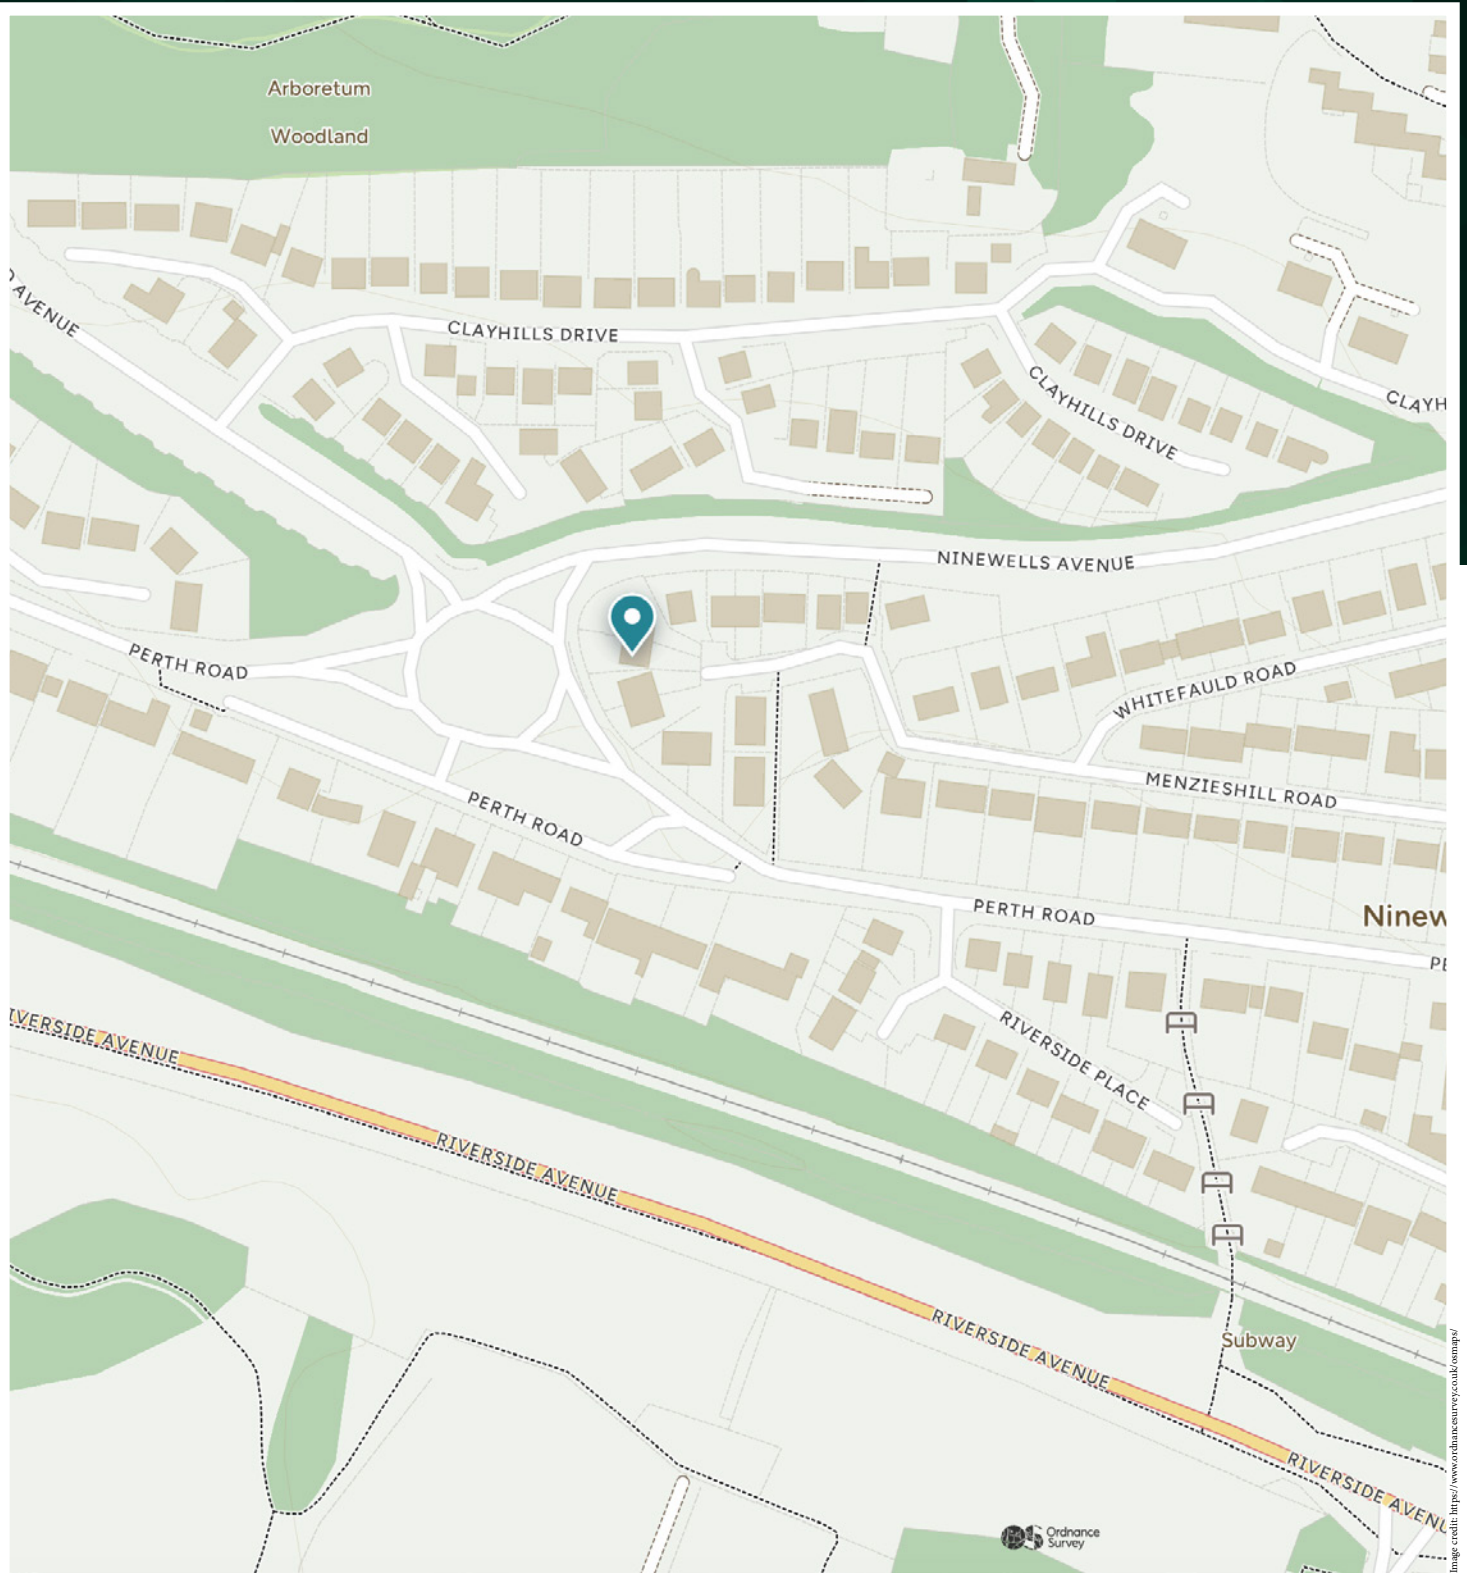 Arboretum
Woodland
AVENUE
CLAYHILLS DRIVE
CLAYHILLS DRIVE
CLAYH
NINEWELLS AVENUE
PERTH ROAD
WHITEFAULD ROAD
MENZIESHILL ROAD
PERTH ROAD
PERTH ROAD
Ninew
PE
RIVERSIDE PLACE
IVERSIDE AVENUE
RIVERSIDE AVENUE
RIVERSIDE AVENUE
Subway
RIVERSIDE AVENU
OS
Ordnance
Survey
Image credit: https://www.ordnancesurvey.co.uk/osmaps/